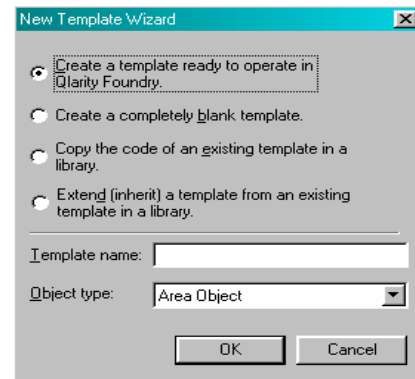 New Template Wizard
Create a template ready to operate in
Qlarity Foundry.
Create a completely blank template.
Copy the code of an existing template in a
library.
Extend (inherit) a template from an existing
template in a library.
Template name:
Object type: Area Object
OK Cancel